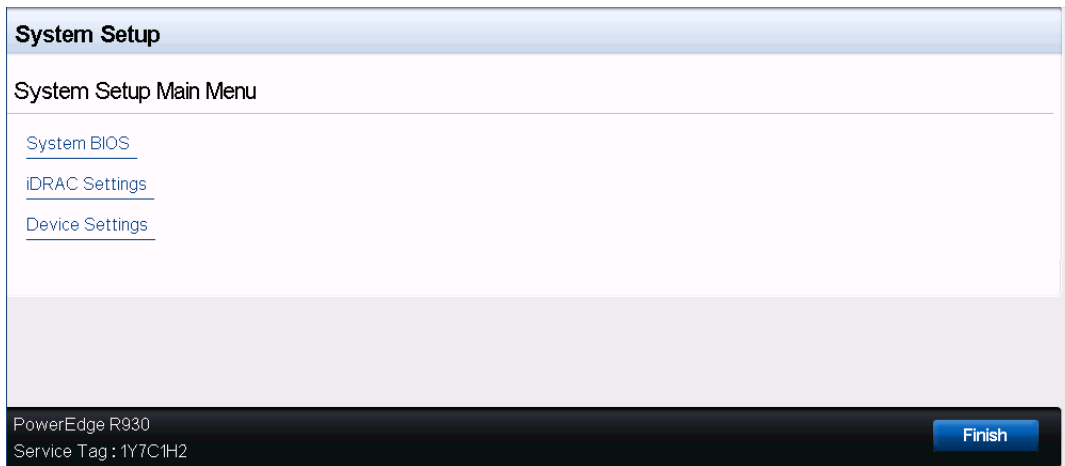 System Setup
System Setup Main Menu
System BIOS
iDRAC Settings
Device Settings
PowerEdge R930
Service Tag : 1Y7C1H2
Finish